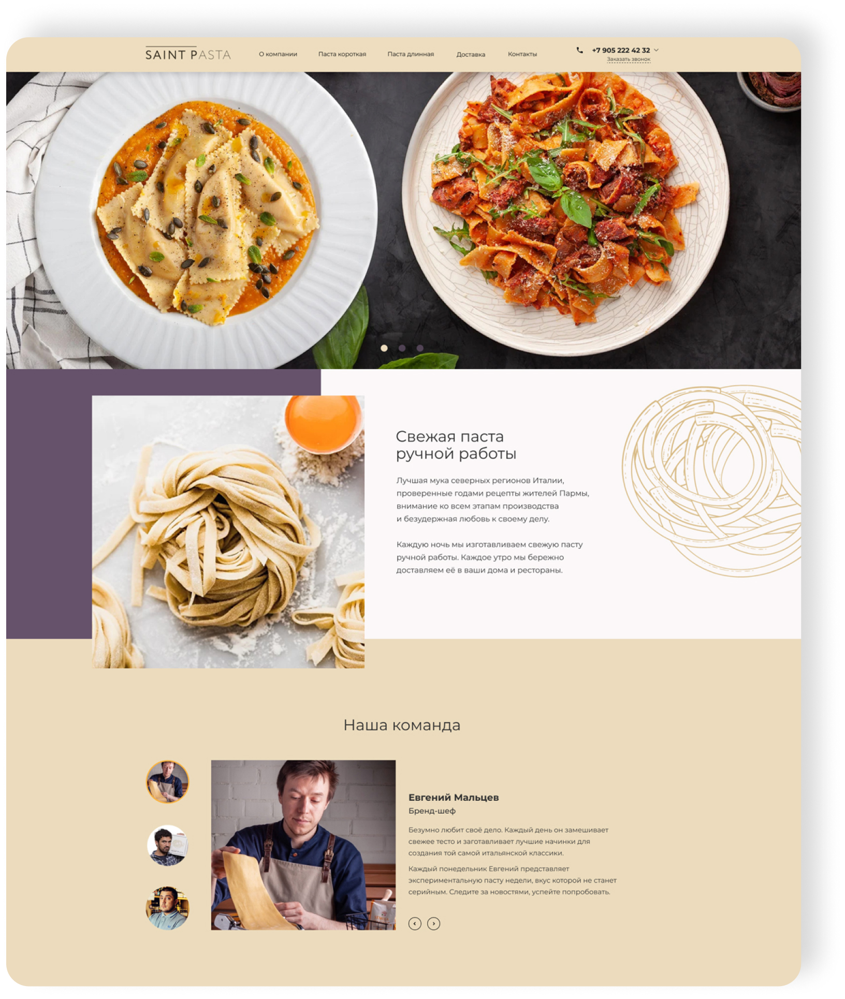 SAINT PASTA
О компании
Паста короткая
Паста длинная
Доставка
Контакты
+7 905 222 42 32
Заказать звонок
Свежая паста
ручной работы
Лучшая мука северных регионов Италии,
проверенные годами рецепты жителей Пармы,
внимание ко всем этапам производства
и безудержная любовь к своему делу.
Каждую ночь мы изготавливаем свежую пасту
ручной работы. Каждое утро мы бережно
доставляем её в ваши дома и рестораны.
Наша команда
Евгений Мальцев
Бренд-шеф
Безумно любит своё дело. Каждый день он замешивает
свежее тесто и заготавливает лучшие начинки для
создания той самой итальянской классики.
Каждый понедельник Евгений представляет
экспериментальную пасту недели, вкус которой не станет
серийным. Следите за новостями, успейте попробовать.